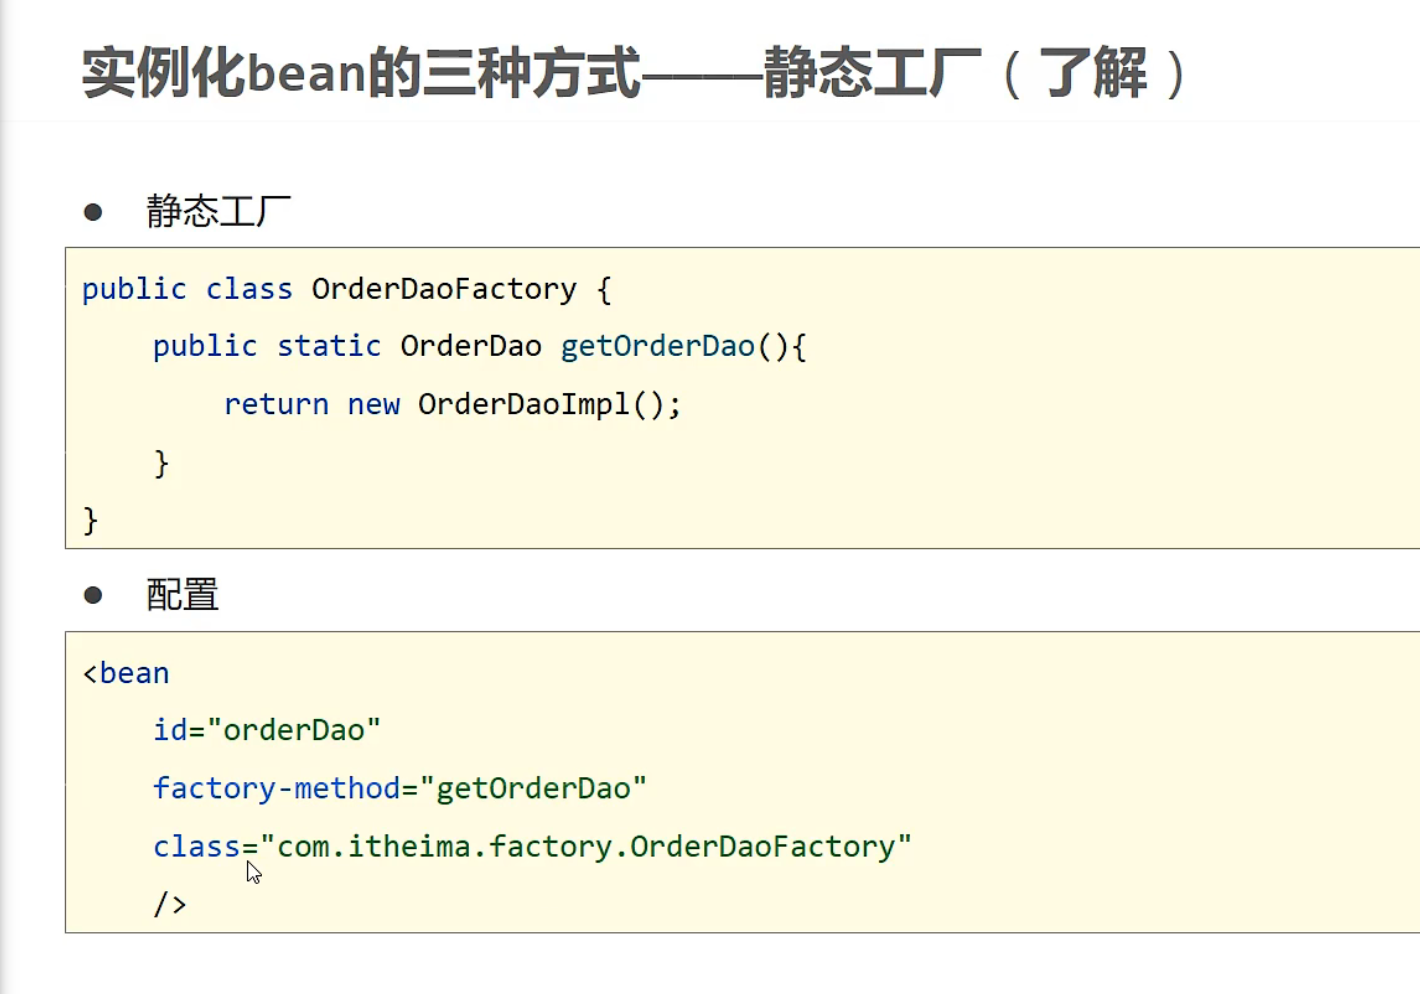 实例化bean的三种方式——静态工厂（了解）
● 静态工厂
public class OrderDaoFactory {
    public static OrderDao getOrderDao(){
        return new OrderDaoImpl();
    }
}
● 配置
<bean
    id="orderDao"
    factory-method="getOrderDao"
    class="com.itheima.factory.OrderDaoFactory"
    />